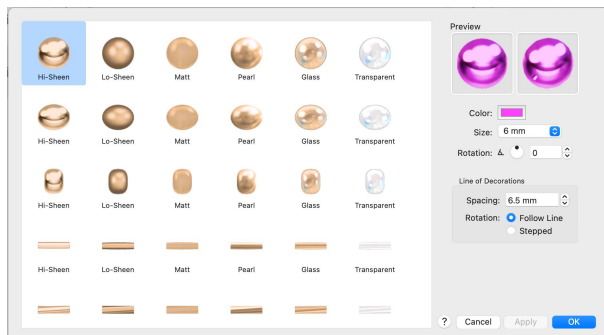 Preview
Hi-Sheen Lo-Sheen Matt Pearl Glass Transparent
Color:
Size: 6 mm
Rotation: 0
Hi-Sheen Lo-Sheen Matt Pearl Glass Transparent
Line of Decorations
Spacing: 6.5 mm
Rotation: Follow Line
Stepped
Hi-Sheen Lo-Sheen Matt Pearl Glass Transparent
Hi-Sheen Lo-Sheen Matt Pearl Glass Transparent
? Cancel Apply OK